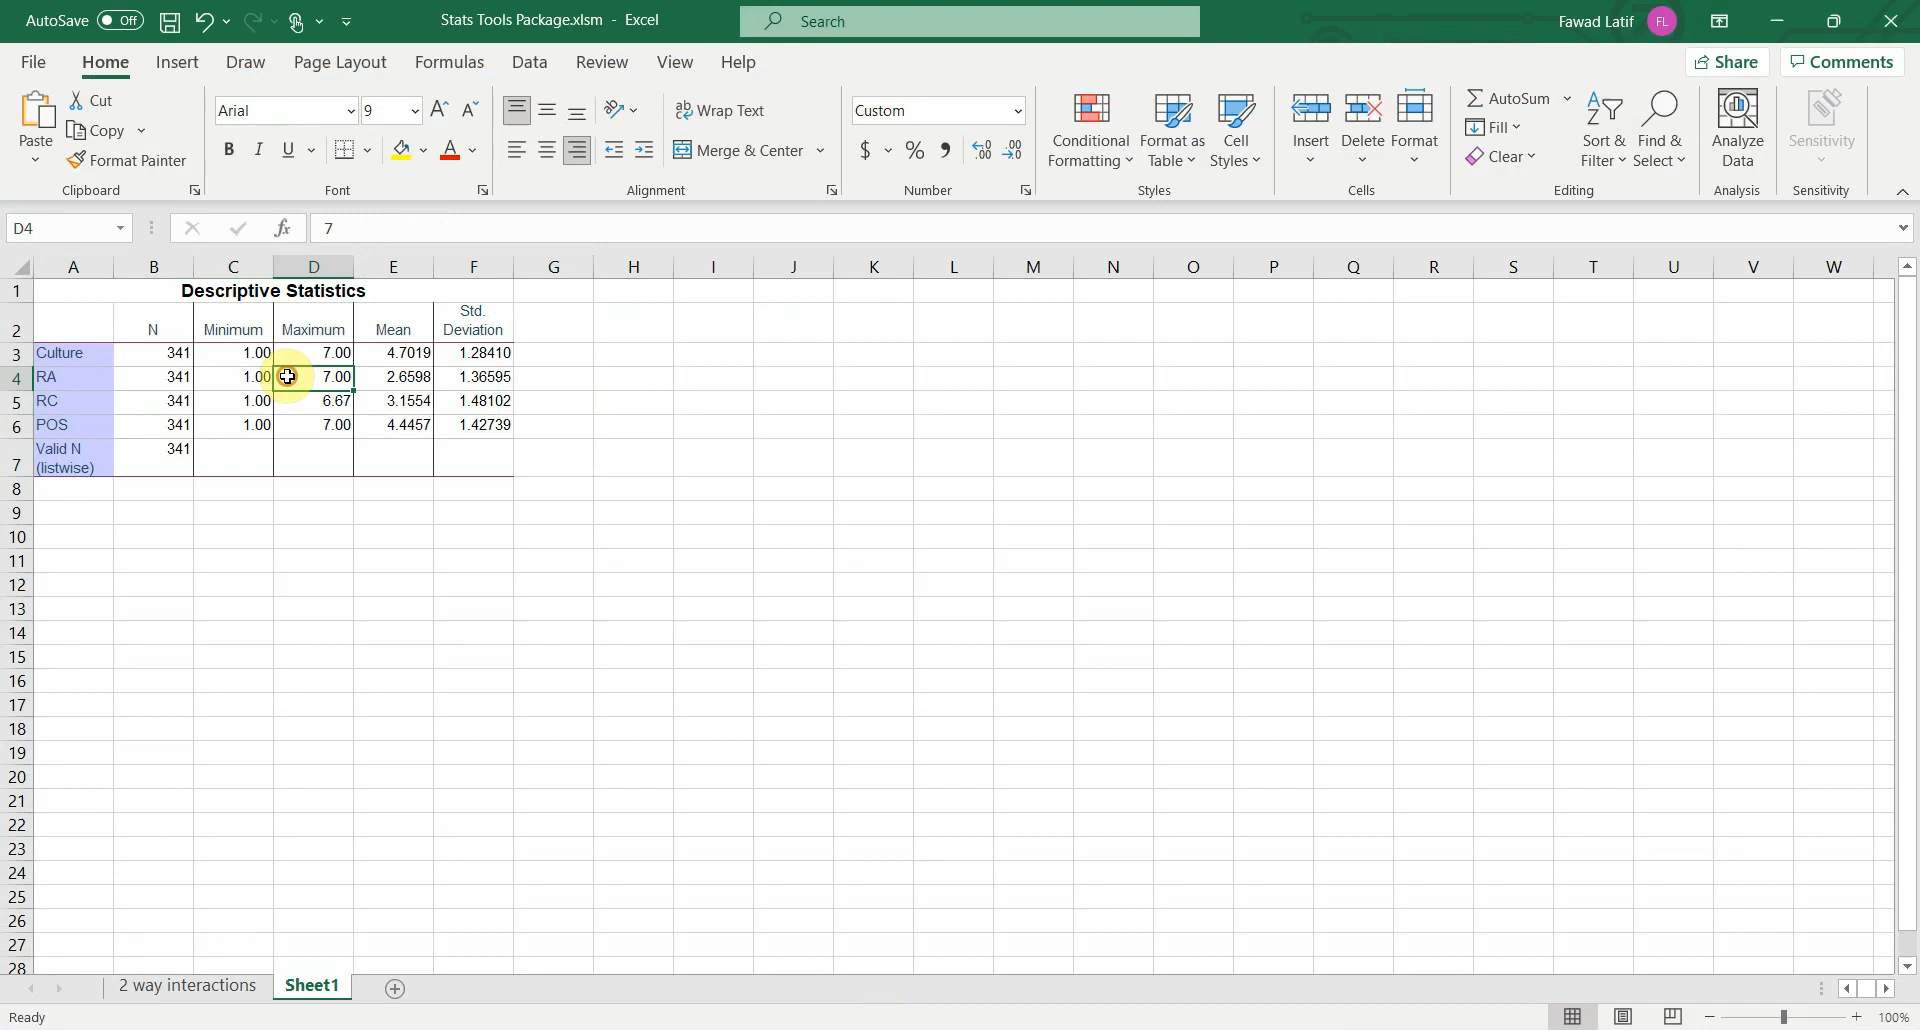 AutoSave Off Stats Tools Package.xlsm - Excel Search Fawad Latif FL
File Home Insert Draw Page Layout Formulas Data Review View Help Share Comments
Paste Cut Copy Format Painter
Clipboard
Arial 9
B I U A
Font
ab Wrap Text
Merge & Center
Alignment
Custom
$ % 9 .00 .00
Number
Conditional Formatting Format as Table Cell Styles
Styles
Insert Delete Format
Cells
AutoSum Fill Clear Sort & Filter Find & Select
Editing
Analyze Data
Analysis
Sensitivity
Sensitivity
D4 fx 7
A B C D E F G H I J K L M N O P Q R S T U V W
1 Descriptive Statistics
2 N Minimum Maximum Mean Std. Deviation
3 Culture 341 1.00 7.00 4.7019 1.28410
4 RA 341 1.00 7.00 2.6598 1.36595
5 RC 341 1.00 6.67 3.1554 1.48102
6 POS 341 1.00 7.00 4.4457 1.42739
7 Valid N (listwise) 341
8
9
10
11
12
13
14
15
16
17
18
19
20
21
22
23
24
25
26
27
28
2 way interactions Sheet1
Ready 100%